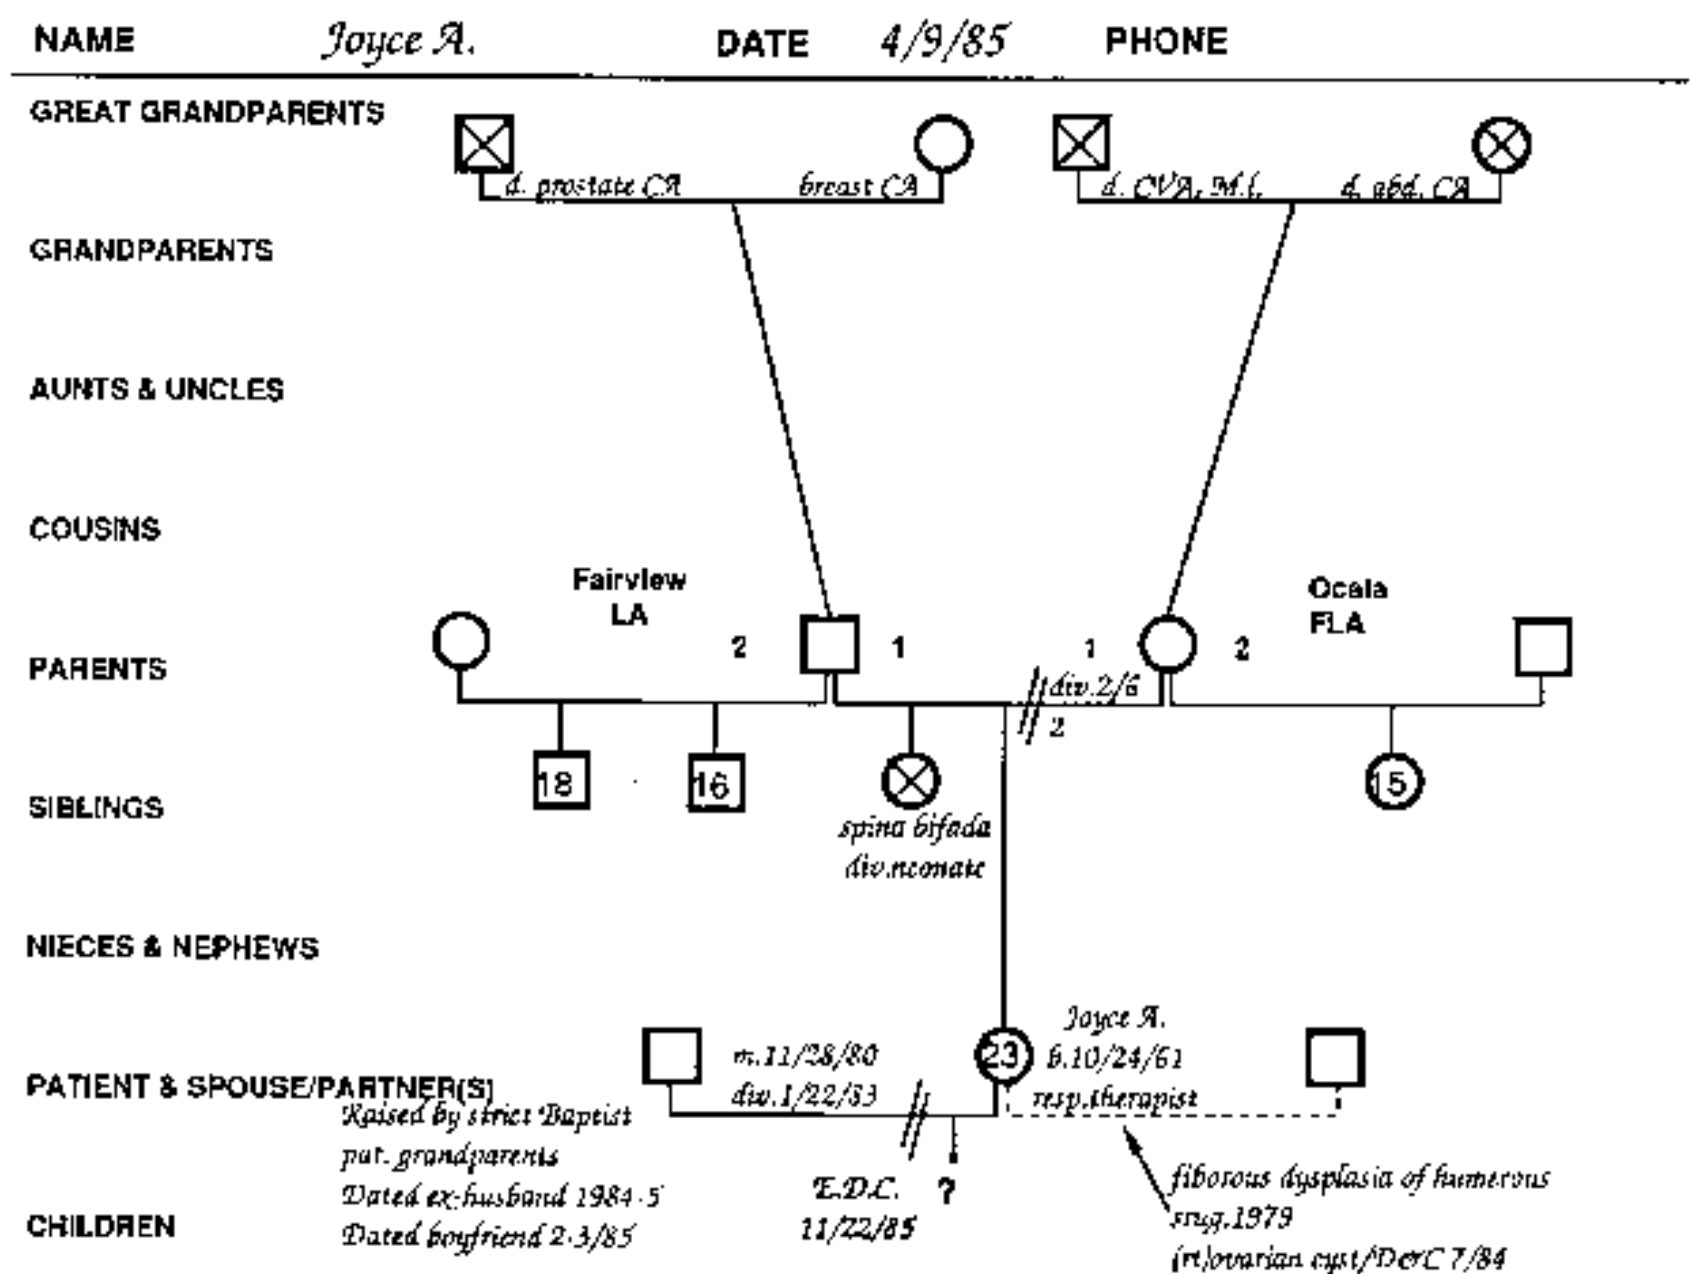 NAME Joyce A. DATE 4/9/85 PHONE
GREAT GRANDPARENTS
d. prostate CA breast CA d. CVA, M.I. d. abd. CA
GRANDPARENTS
AUNTS & UNCLES
COUSINS
Fairview
LA
Ocala
FLA
PARENTS
2 1 1 2
div.2/6
2
18 16 15
SIBLINGS
spina bifada
div.neonate
NIECES & NEPHEWS
Joyce A.
m.11/28/80 23 b.10/24/61
PATIENT & SPOUSE/PARTNER(S)
div.1/22/83 resp.therapist
Raised by strict Baptist
pat. grandparents
Dated ex-husband 1984-5
Dated boyfriend 2-3/85
E.D.C. ?
11/22/85
CHILDREN
fiborous dysplasia of humerous
srug.1979
(rt)ovarian cyst/D&C 7/84